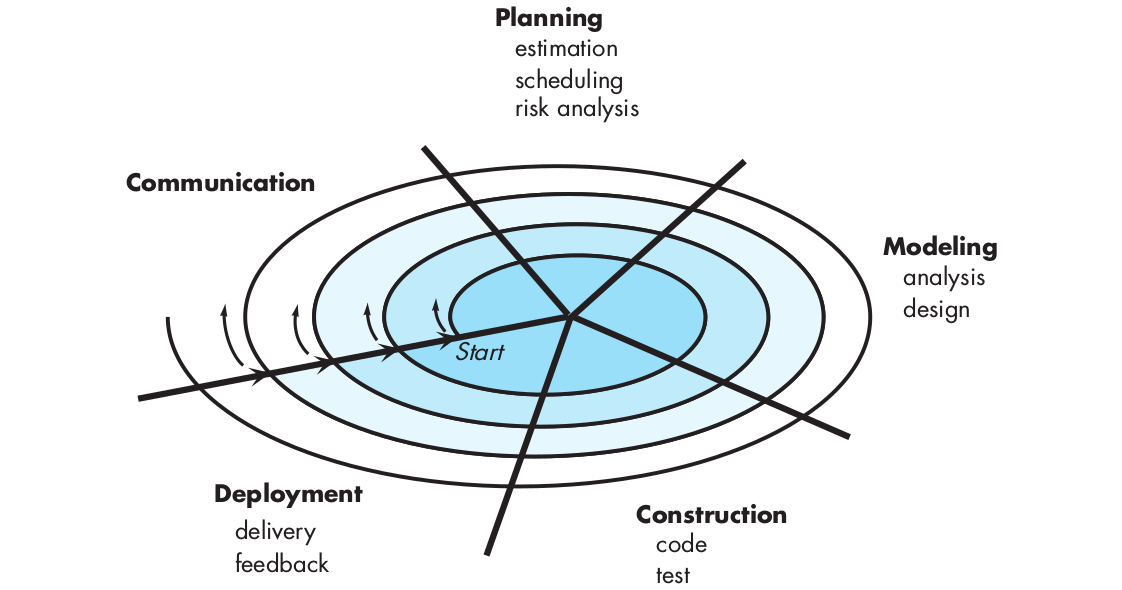 Planning
estimation
scheduling
risk analysis
Communication
Modeling
analysis
design
Start
Deployment
delivery
feedback
Construction
code
test